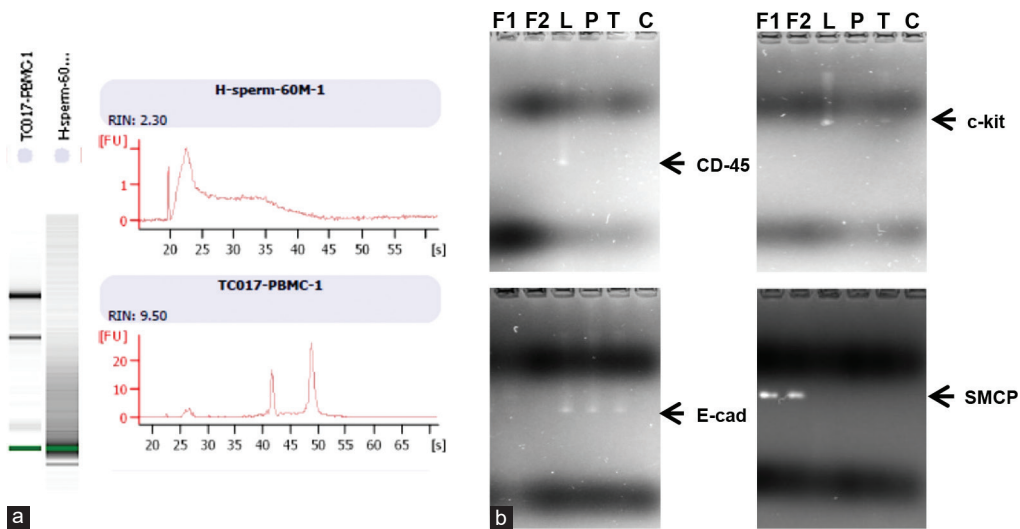 TC017-PBMC-1
H-sperm-60...
H-sperm-60M-1
RIN: 2.30
[FU]
1
0
20 25 30 35 40 45 50 55 [s]
TC017-PBMC-1
RIN: 9.50
[FU]
20
10
0
20 25 30 35 40 45 50 55 60 65 [s]
a
F1 F2 L P T C
CD-45
F1 F2 L P T C
c-kit
E-cad
SMCP
b